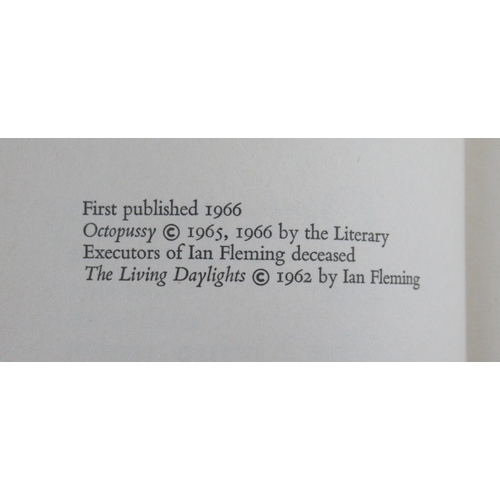 First published 1966
Octopussy © 1965, 1966 by the Literary
Executors of Ian Fleming deceased
The Living Daylights © 1962 by Ian Fleming